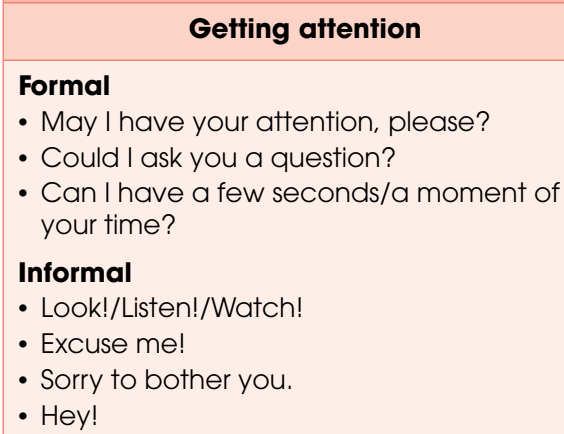 Getting attention
Formal
• May I have your attention, please?
• Could I ask you a question?
• Can I have a few seconds/a moment of
your time?
Informal
• Look!/Listen!/Watch!
• Excuse me!
• Sorry to bother you.
• Hey!